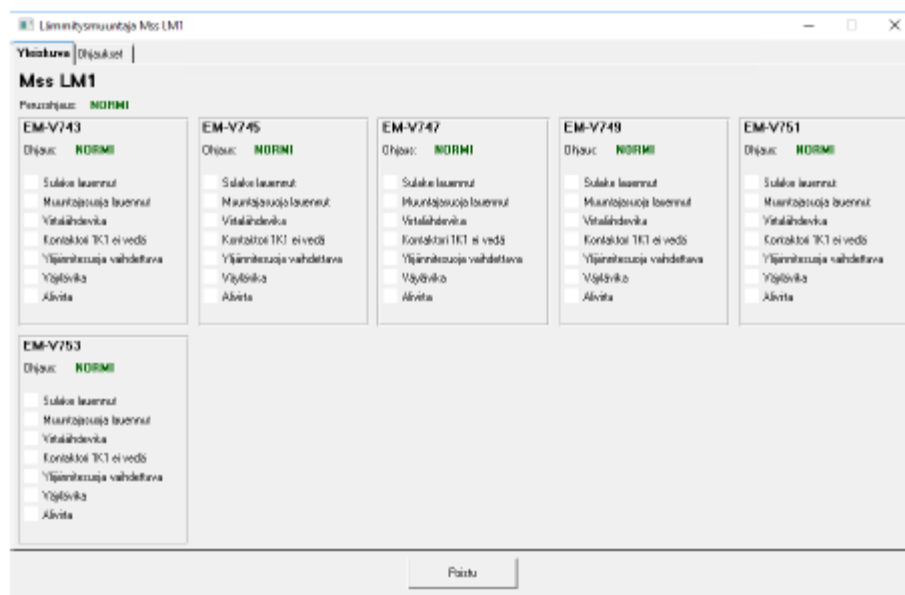 Lämmitysmuuntaja Mss LM1
Yleiskuva Ohjaukset
Mss LM1
Perusohjaus: NORMI
EM-V743
Ohjaus: NORMI
Sulake lauennut
Muuntajasuoja lauennut
Virtalähdevika
Kontaktori 1K1 ei vedä
Ylijännitesuoja vaihdettava
Väylävika
Alivirta
EM-V745
Ohjaus: NORMI
Sulake lauennut
Muuntajasuoja lauennut
Virtalähdevika
Kontaktori 1K1 ei vedä
Ylijännitesuoja vaihdettava
Väylävika
Alivirta
EM-V747
Ohjaus: NORMI
Sulake lauennut
Muuntajasuoja lauennut
Virtalähdevika
Kontaktori 1K1 ei vedä
Ylijännitesuoja vaihdettava
Väylävika
Alivirta
EM-V749
Ohjaus: NORMI
Sulake lauennut
Muuntajasuoja lauennut
Virtalähdevika
Kontaktori 1K1 ei vedä
Ylijännitesuoja vaihdettava
Väylävika
Alivirta
EM-V751
Ohjaus: NORMI
Sulake lauennut
Muuntajasuoja lauennut
Virtalähdevika
Kontaktori 1K1 ei vedä
Ylijännitesuoja vaihdettava
Väylävika
Alivirta
EM-V753
Ohjaus: NORMI
Sulake lauennut
Muuntajasuoja lauennut
Virtalähdevika
Kontaktori 1K1 ei vedä
Ylijännitesuoja vaihdettava
Väylävika
Alivirta
Poistu